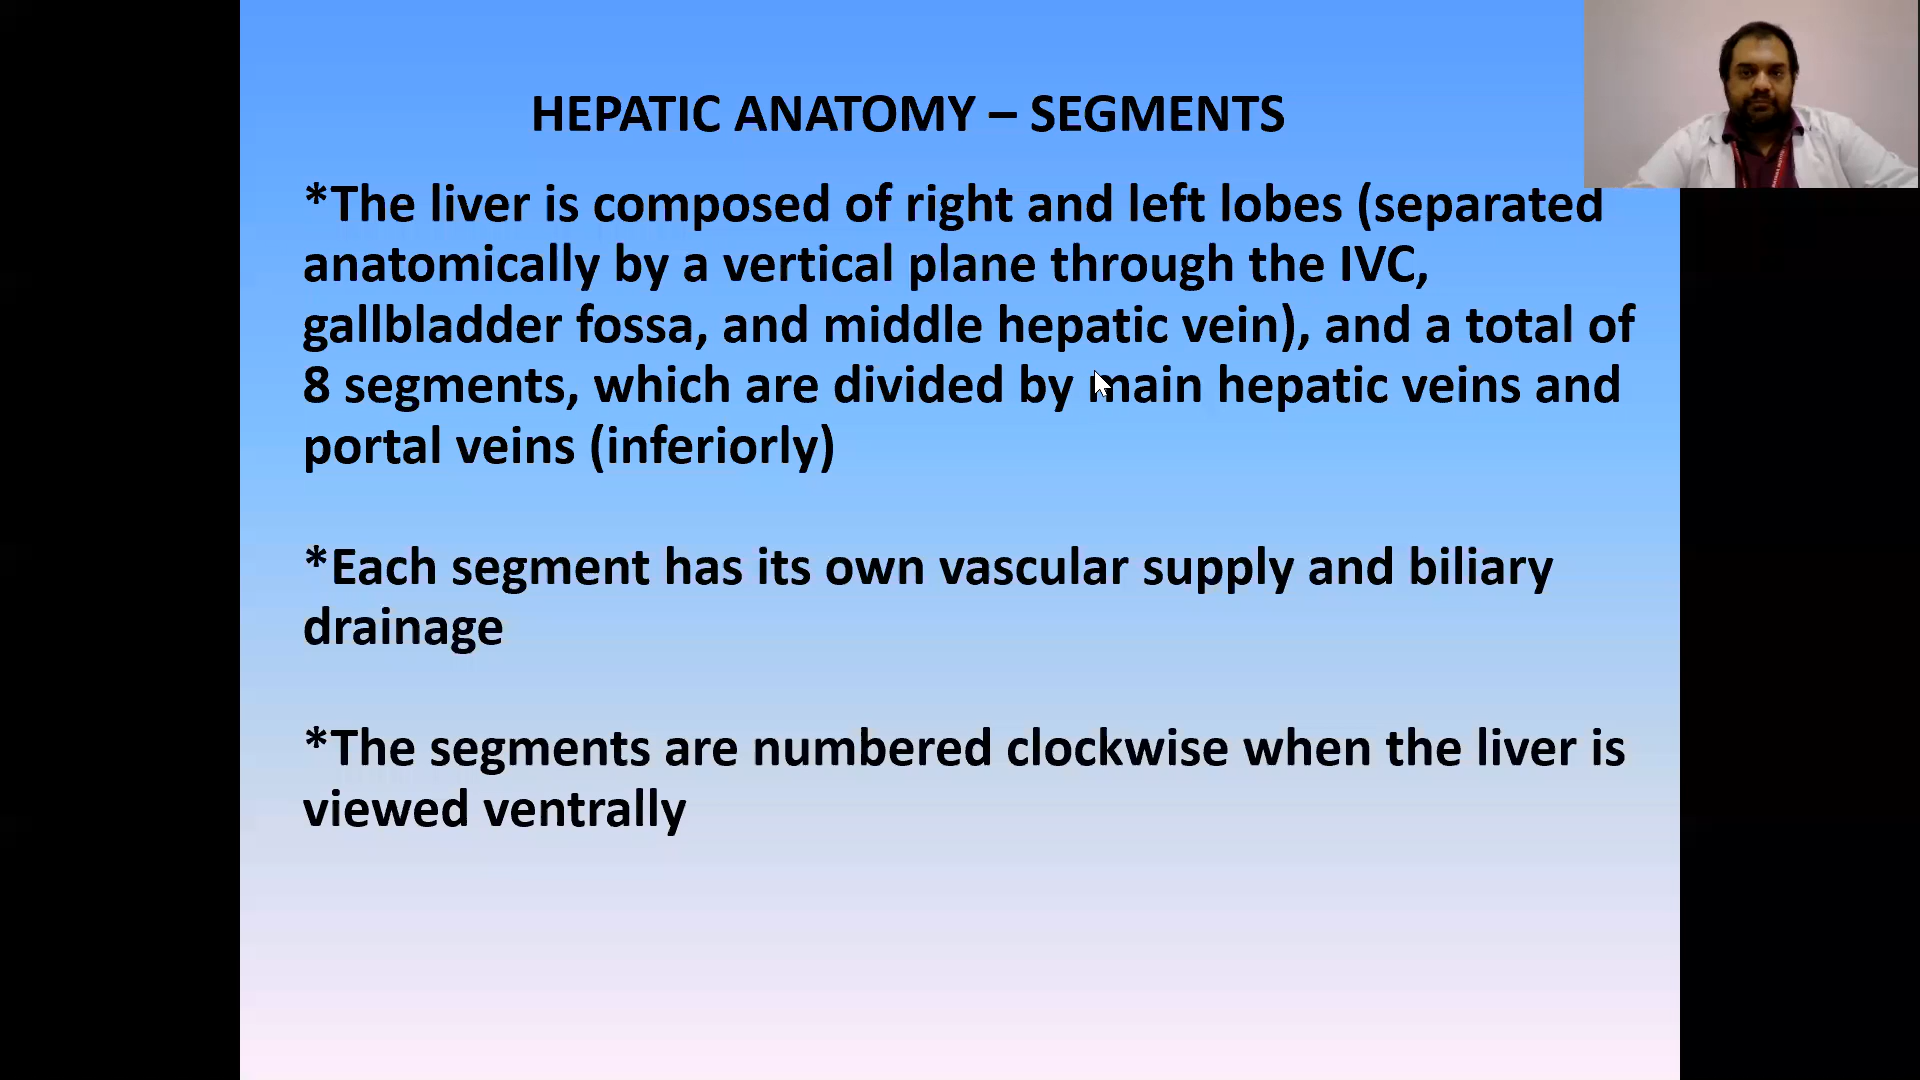 HEPATIC ANATOMY – SEGMENTS
*The liver is composed of right and left lobes (separated
anatomically by a vertical plane through the IVC,
gallbladder fossa, and middle hepatic vein), and a total of
8 segments, which are divided by main hepatic veins and
portal veins (inferiorly)
*Each segment has its own vascular supply and biliary
drainage
*The segments are numbered clockwise when the liver is
viewed ventrally